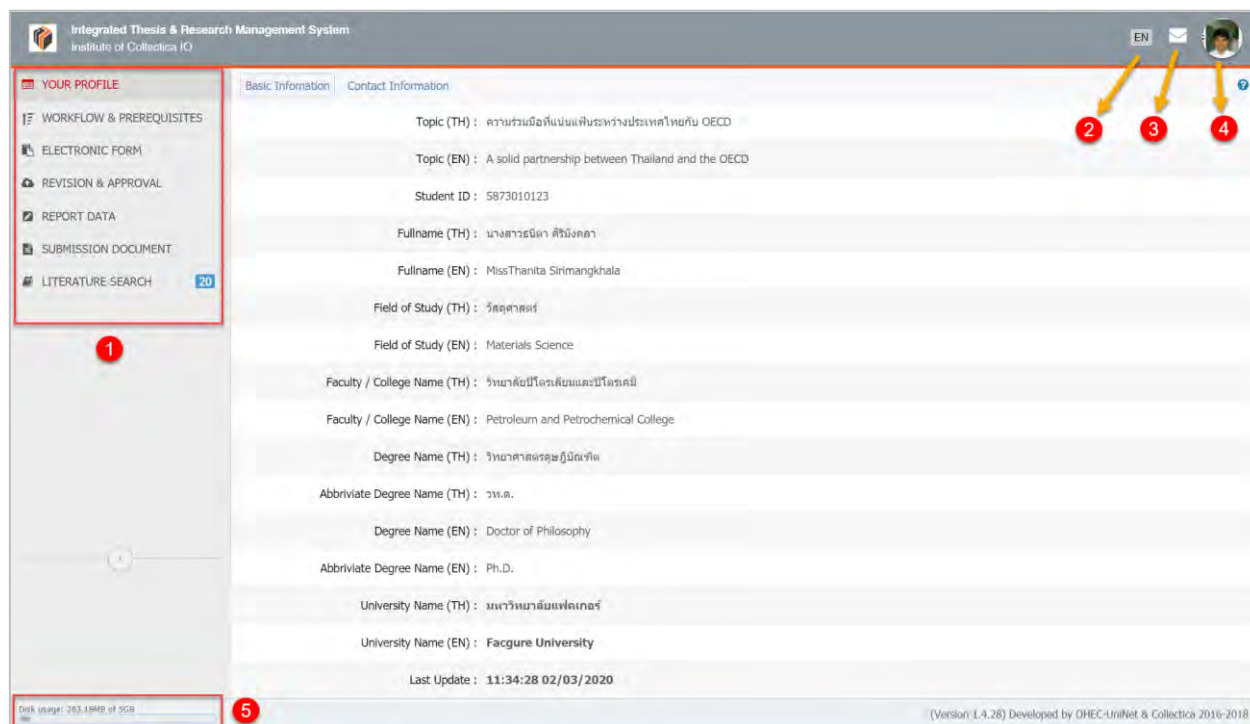 Integrated Thesis & Research Management System
Institute of Collectica IO
EN
YOUR PROFILE
WORKFLOW & PREREQUISITES
ELECTRONIC FORM
REVISION & APPROVAL
REPORT DATA
SUBMISSION DOCUMENT
LITERATURE SEARCH 20
1
Basic Infomation Contact Information
2 3 4
Topic (TH) : ความร่วมมือที่แน่นแฟ้นระหว่างประเทศไทยกับ OECD
Topic (EN) : A solid partnership between Thailand and the OECD
Student ID : 5873010123
Fullname (TH) : นางสาวธนิตา ศิริมังคลา
Fullname (EN) : MissThanita Sirimangkhala
Field of Study (TH) : วัสดุศาสตร์
Field of Study (EN) : Materials Science
Faculty / College Name (TH) : วิทยาลัยปิโตรเลียมและปิโตรเคมี
Faculty / College Name (EN) : Petroleum and Petrochemical College
Degree Name (TH) : วิทยาศาสตรดุษฎีบัณฑิต
Abbriviate Degree Name (TH) : วท.ด.
Degree Name (EN) : Doctor of Philosophy
Abbriviate Degree Name (EN) : Ph.D.
University Name (TH) : มหาวิทยาลัยแฟคเกอร์
University Name (EN) : Facgure University
Last Update : 11:34:28 02/03/2020
Disk usage: 263.18MB of 5GB
5
(Version 1.4.28) Developed by OHEC-UniNet & Collectica 2016-2018